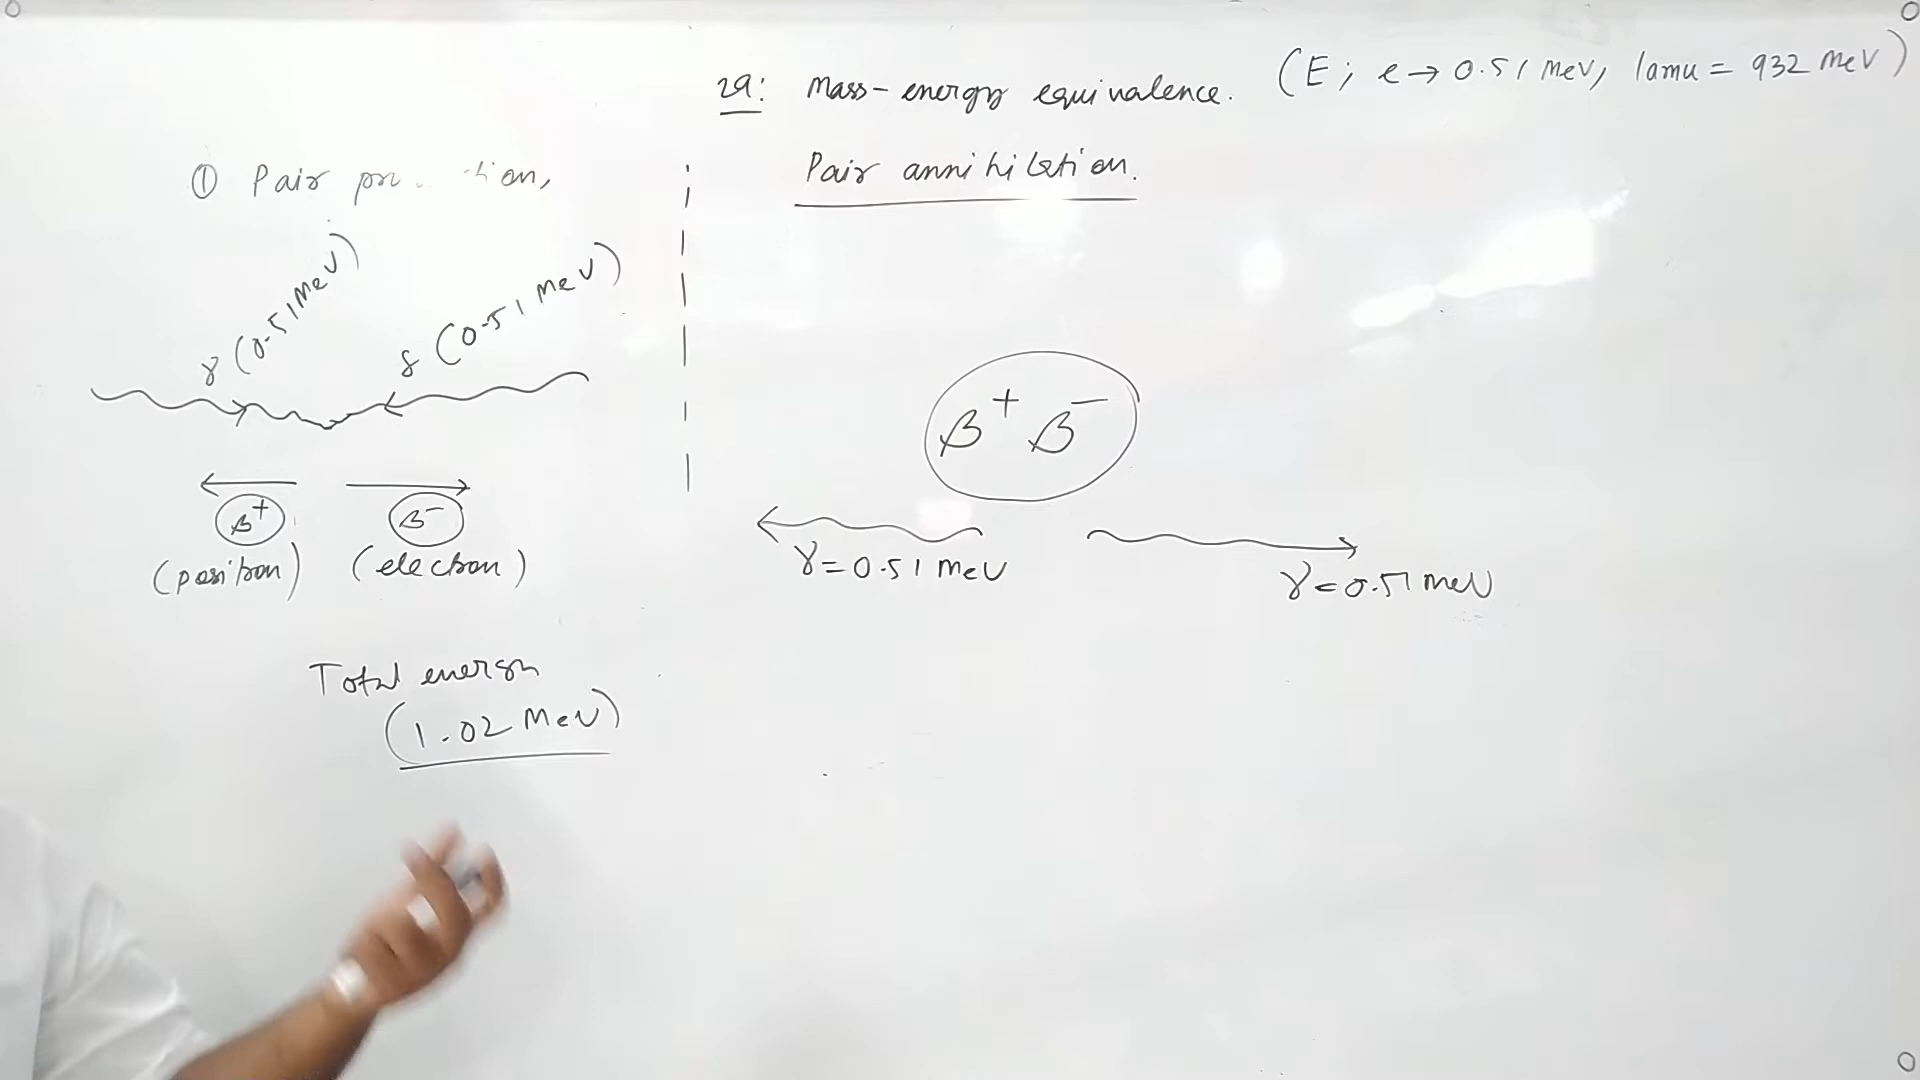 29: Mass-energy equivalence. (E; e → 0.51 MeV, 1amu = 932 MeV)
① Pair
Pair annihilation.
γ (0.51 MeV)
γ (0.51 MeV)
β+ β-
β+
β-
(positron)
(electron)
γ = 0.51 MeV
γ = 0.51 MeV
Total energy
(1.02 MeV)